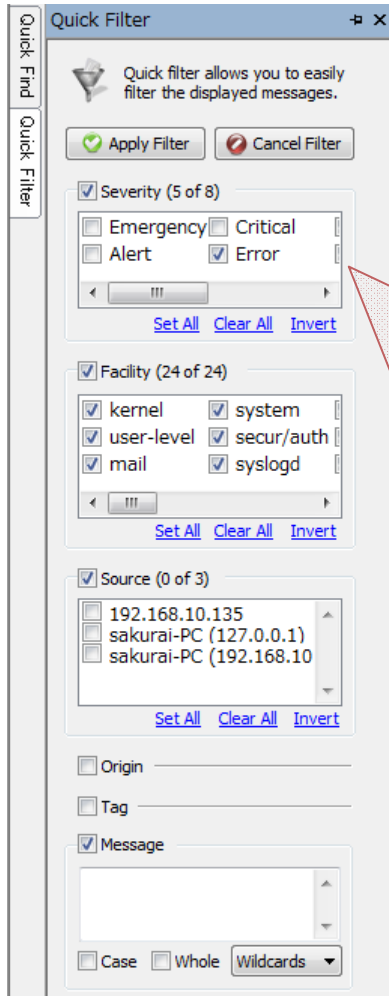 Quick Find
Quick Filter
Quick Filter
Quick filter allows you to easily
filter the displayed messages.
Apply Filter Cancel Filter
Severity (5 of 8)
Emergency Critical
Alert Error
Set All Clear All Invert
Facility (24 of 24)
kernel system
user-level secur/auth
mail syslogd
Set All Clear All Invert
Source (0 of 3)
192.168.10.135
sakurai-PC (127.0.0.1)
sakurai-PC (192.168.10
Set All Clear All Invert
Origin
Tag
Message
Case Whole Wildcards